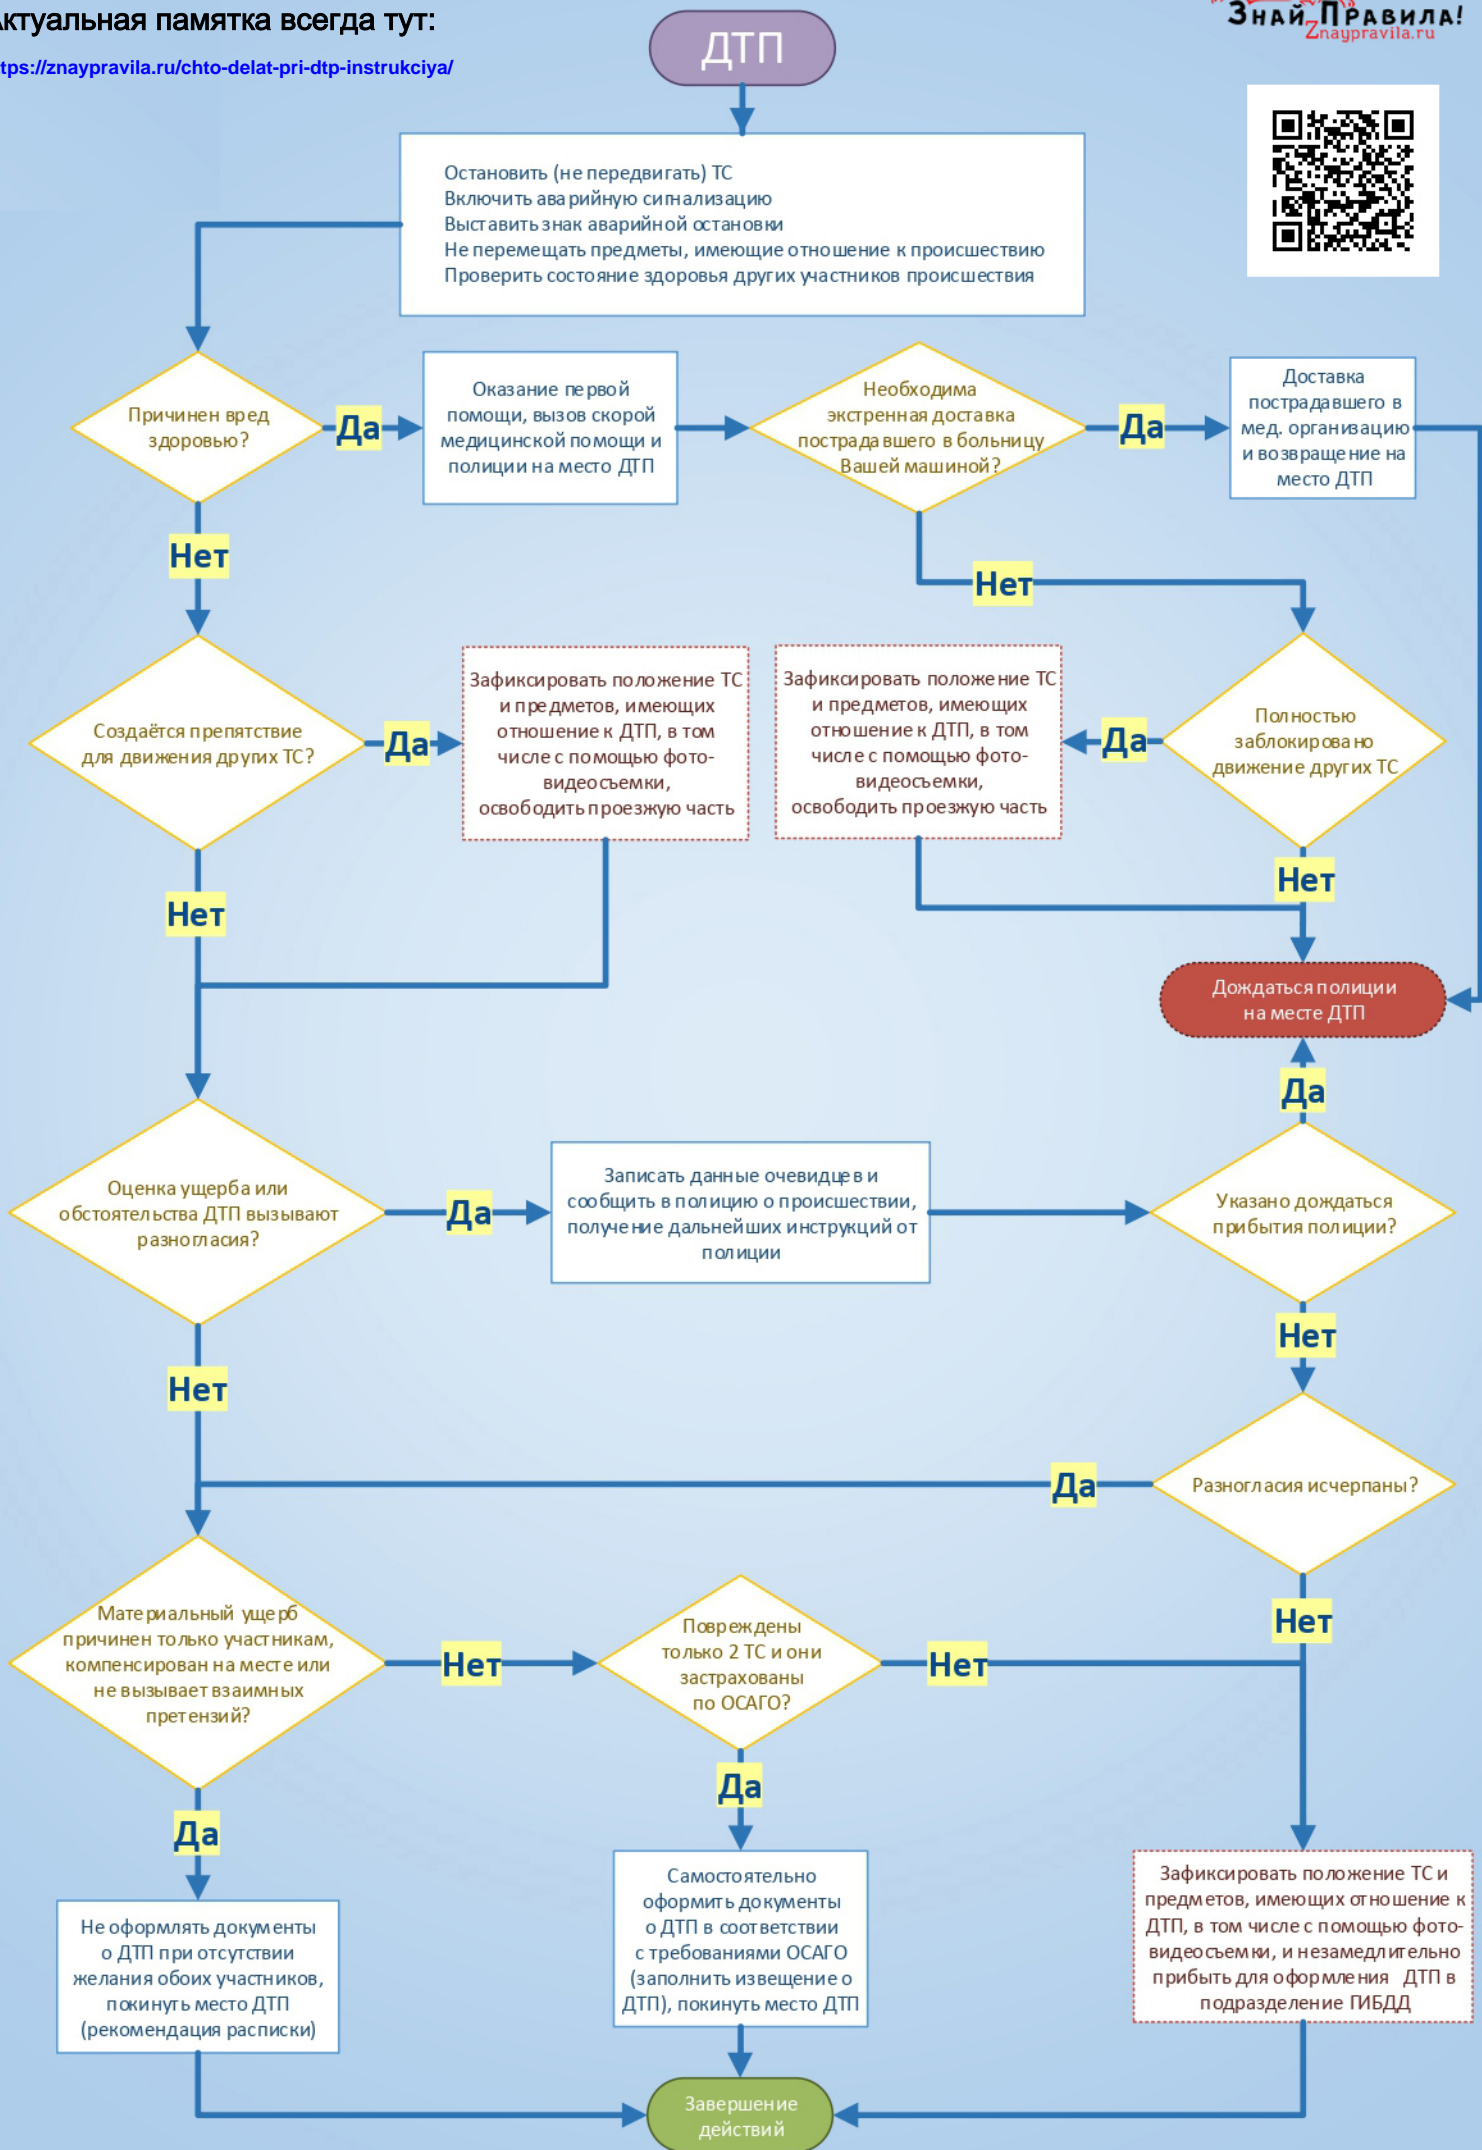 Актуальная памятка всегда тут:
tps://znaypravila.ru/chto-delat-pri-dtp-instrukciya/
Знай Правила!
Znaypravila.ru
ДТП
Остановить (не передвигать) ТС
Включить аварийную сигнализацию
Выставить знак аварийной остановки
Не перемещать предметы, имеющие отношение к происшествию
Проверить состояние здоровья других участников происшествия
Причинен вред
здоровью?
Да
Оказание первой
помощи, вызов скорой
медицинской помощи и
полиции на место ДТП
Необходима
экстренная доставка
пострадавшего в больницу
Вашей машиной?
Да
Доставка
пострадавшего в
мед. организацию
и возвращение на
место ДТП
Нет
Нет
Создаётся препятствие
для движения других ТС?
Да
Зафиксировать положение ТС
и предметов, имеющих
отношение к ДТП, в том
числе с помощью фото-
видеосъемки,
освободить проезжую часть
Зафиксировать положение ТС
и предметов, имеющих
отношение к ДТП, в том
числе с помощью фото-
видеосъемки,
освободить проезжую часть
Да
Полностью
заблокировано
движение других ТС
Нет
Нет
Дождаться полиции
на месте ДТП
Да
Оценка ущерба или
обстоятельства ДТП вызывают
разногласия?
Да
Записать данные очевидцев и
сообщить в полицию о происшествии,
получение дальнейших инструкций от
полиции
Указано дождаться
прибытия полиции?
Нет
Нет
Да
Разногласия исчерпаны?
Материальный ущерб
причинен только участникам,
компенсирован на месте или
не вызывает взаимных
претензий?
Нет
Повреждены
только 2 ТС и они
застрахованы
по ОСАГО?
Нет
Нет
Да
Да
Не оформлять документы
о ДТП при отсутствии
желания обоих участников,
покинуть место ДТП
(рекомендация расписки)
Самостоятельно
оформить документы
о ДТП в соответствии
с требованиями ОСАГО
(заполнить извещение о
ДТП), покинуть место ДТП
Зафиксировать положение ТС и
предметов, имеющих отношение к
ДТП, в том числе с помощью фото-
видеосъемки, и незамедлительно
прибыть для оформления ДТП в
подразделение ГИБДД
Завершение
действий